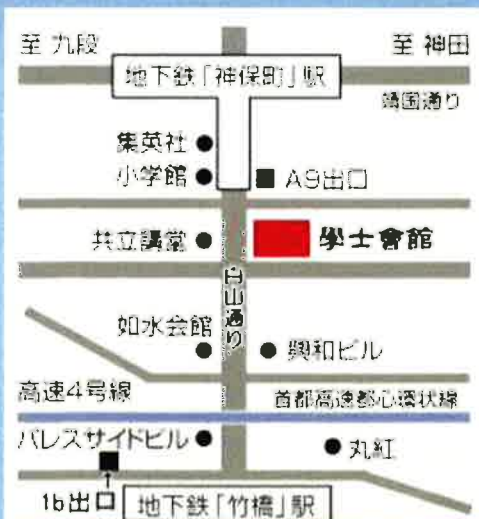 至 九段
至 神田
地下鉄「神保町」駅
靖国通り
集英社
小学館
A9出口
共立講堂
學士會館
白山通り
如水会館
興和ビル
高速4号線
首都高速都心環状線
パレスサイドビル
丸紅
1b出口
地下鉄「竹橋」駅